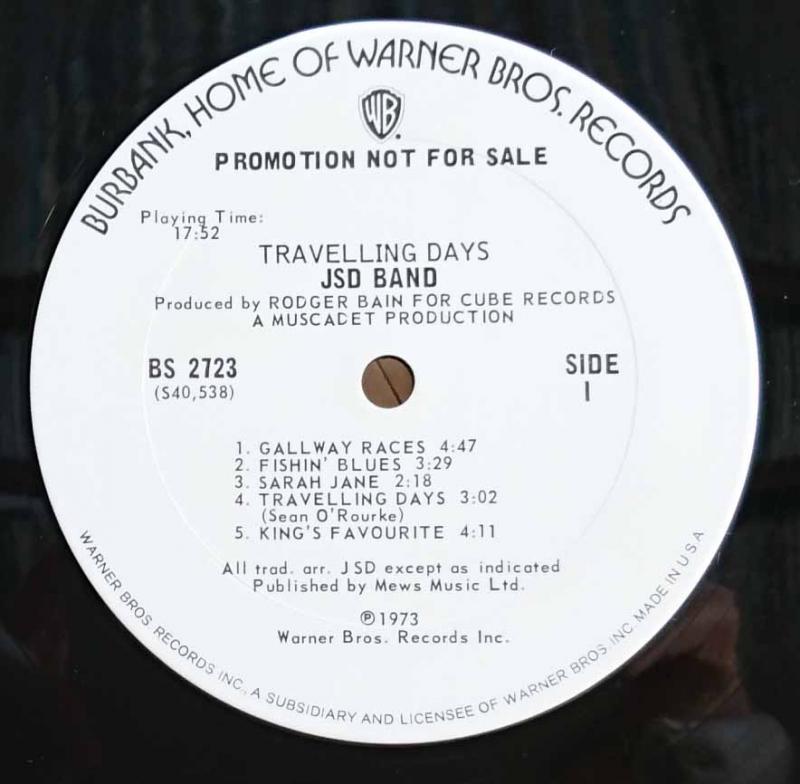 BURBANK, HOME OF WARNER BROS. RECORDS
WB
PROMOTION NOT FOR SALE
Playing Time:
17:52
TRAVELLING DAYS
JSD BAND
Produced by RODGER BAIN FOR CUBE RECORDS
A MUSCADET PRODUCTION
BS 2723
(S40,538)
SIDE
1
1. GALLWAY RACES 4:47
2. FISHIN' BLUES 3:29
3. SARAH JANE 2:18
4. TRAVELLING DAYS 3:02
(Sean O'Rourke)
5. KING'S FAVOURITE 4:11
All trad. arr. JSD except as indicated
Published by Mews Music Ltd.
℗1973
Warner Bros. Records Inc.
WARNER BROS. RECORDS INC., A SUBSIDIARY AND LICENSEE OF WARNER BROS. INC. MADE IN U.S.A.